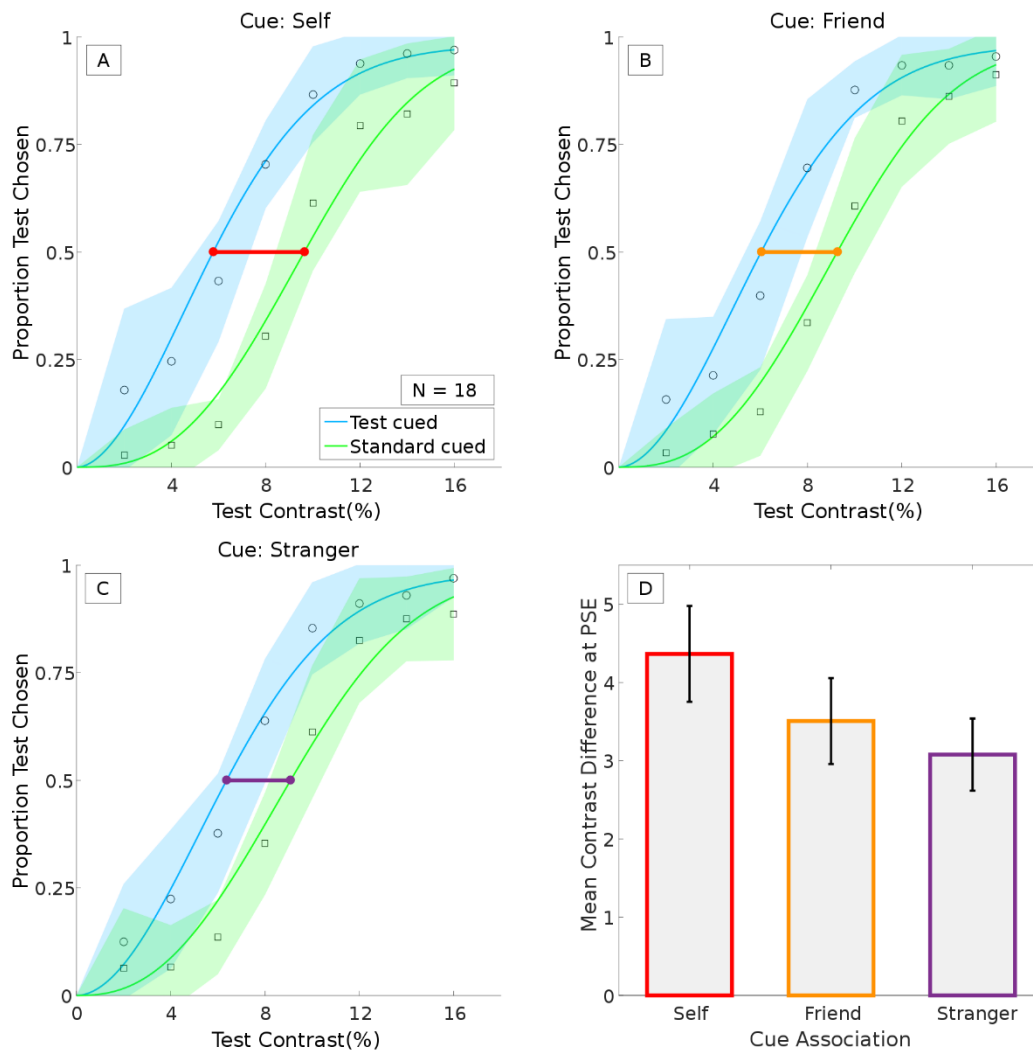 Cue: Self
A
1
0.75
0.5
0.25
0
Proportion Test Chosen
N = 18
Test cued
Standard cued
4 8 12 16
Test Contrast(%)
Cue: Friend
B
1
0.75
0.5
0.25
0
Proportion Test Chosen
4 8 12 16
Test Contrast(%)
Cue: Stranger
C
1
0.75
0.5
0.25
0
Proportion Test Chosen
0 4 8 12 16
Test Contrast(%)
D
5
4
3
2
1
0
Mean Contrast Difference at PSE
Self Friend Stranger
Cue Association